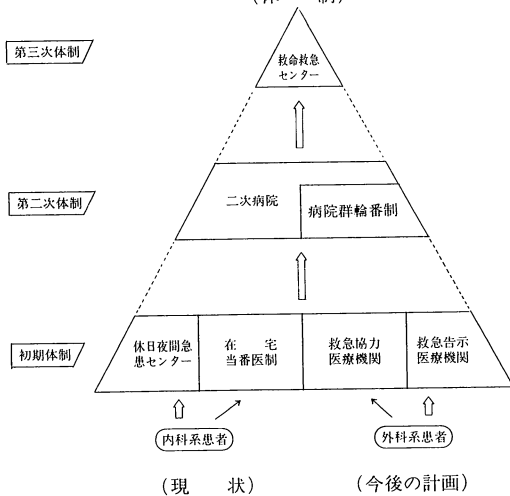 (体　　制)
第三次体制
救命救急
センター
第二次体制
二次病院
病院群輪番制
初期体制
休日夜間急
患センター
在　宅
当番医制
救急協力
医療機関
救急告示
医療機関
内科系患者
外科系患者
(現　　状)
(今後の計画)